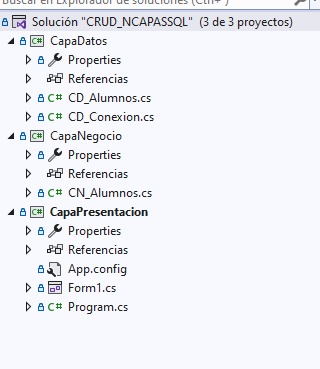 Buscar en Explorador de soluciones (Ctrl+
Solución "CRUD_NCAPASSQL" (3 de 3 proyectos)
CapaDatos
Properties
Referencias
C# CD_Alumnos.cs
C# CD_Conexion.cs
CapaNegocio
Properties
Referencias
C# CN_Alumnos.cs
CapaPresentacion
Properties
Referencias
App.config
Form1.cs
C# Program.cs